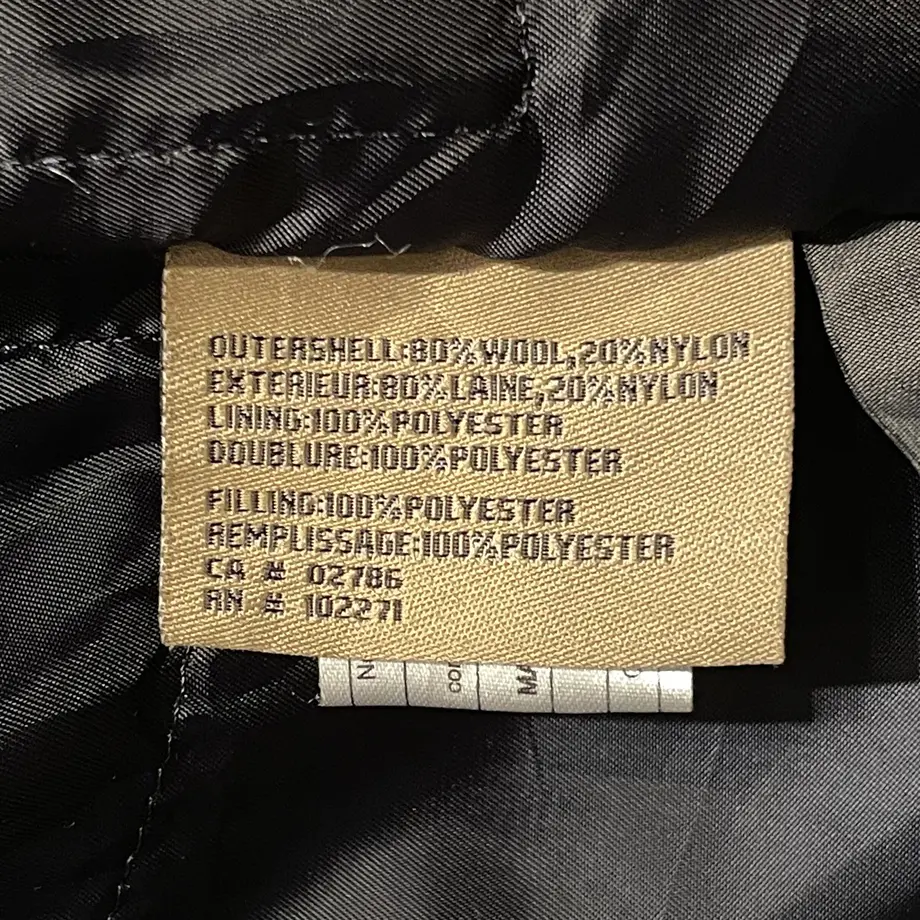 OUTERSHELL:80%WOOL,20%NYLON
EXTERIEUR:80%LAINE,20%NYLON
LINING:100%POLYESTER
DOUBLURE:100%POLYESTER
FILLING:100%POLYESTER
REMPLISSAGE:100%POLYESTER
CA # 02786
RN # 102271